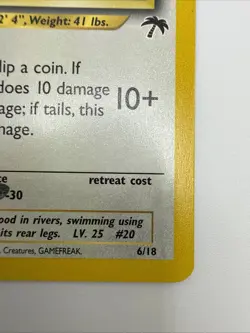 2' 4", Weight: 41 lbs.
lip a coin. If
does 10 damage
age; if tails, this
mage.
10+
ce
retreat cost
-30
ood in rivers, swimming using
its rear legs. LV. 25 #20
Creatures, GAMEFREAK.
6/18